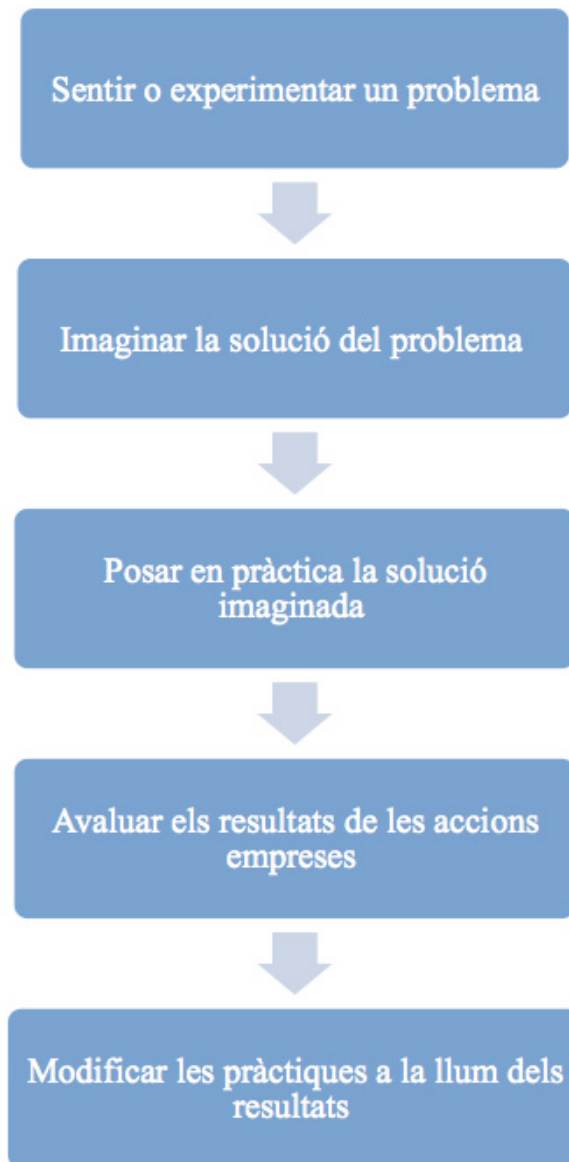 Sentir o experimentar un problema
Imaginar la solució del problema
Posar en pràctica la solució
imaginada
Avaluar els resultats de les accions
empreses
Modificar les pràctiques a la llum dels
resultats